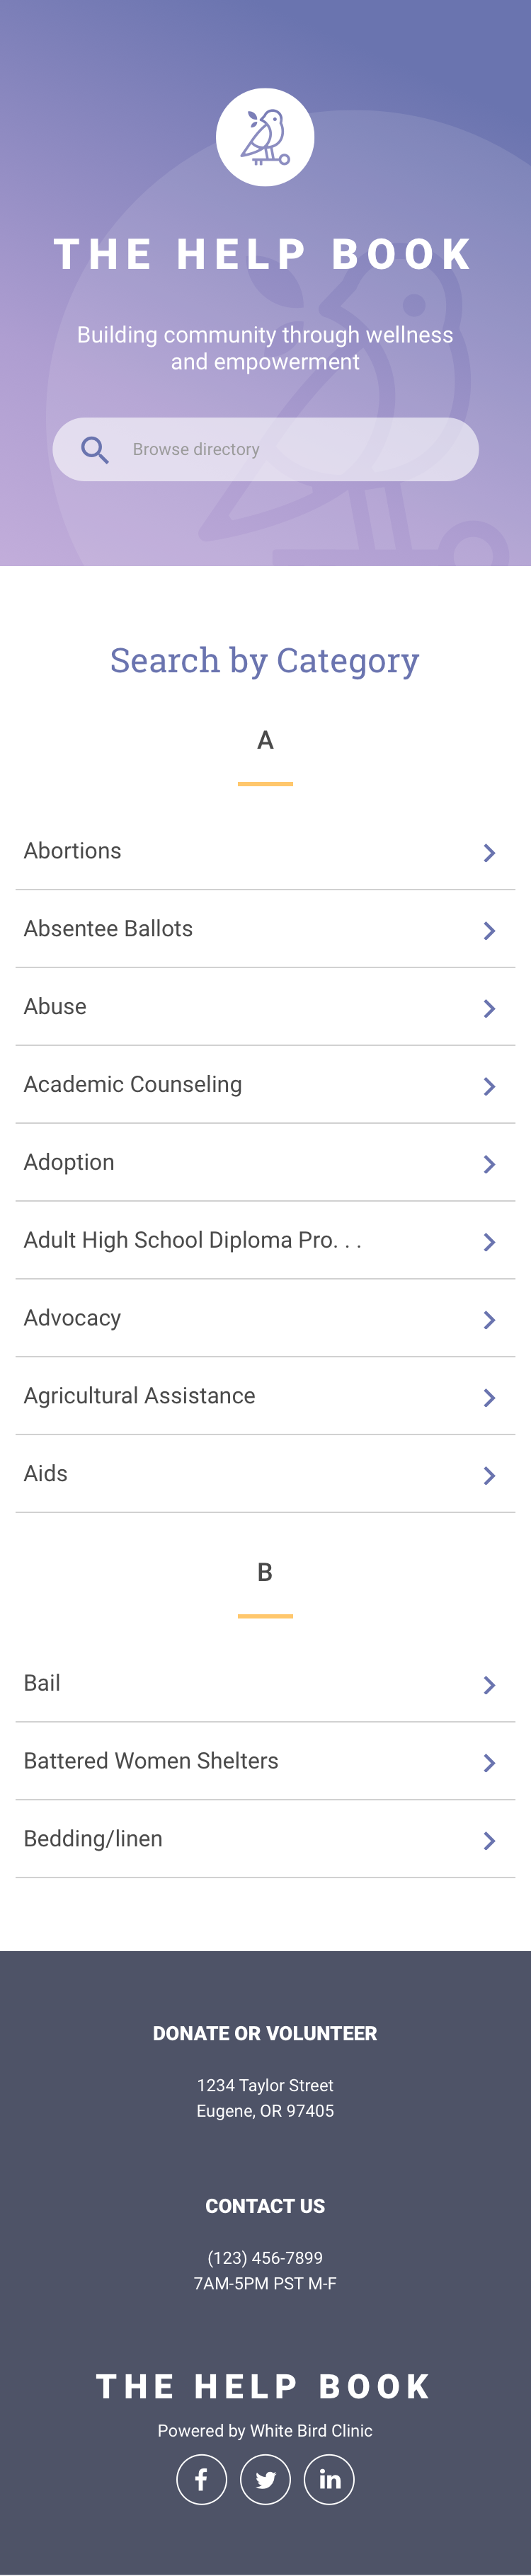 THE HELP BOOK
Building community through wellness
and empowerment
Browse directory
Search by Category
A
Abortions
Absentee Ballots
Abuse
Academic Counseling
Adoption
Adult High School Diploma Pro. . .
Advocacy
Agricultural Assistance
Aids
B
Bail
Battered Women Shelters
Bedding/linen
DONATE OR VOLUNTEER
1234 Taylor Street
Eugene, OR 97405
CONTACT US
(123) 456-7899
7AM-5PM PST M-F
THE HELP BOOK
Powered by White Bird Clinic